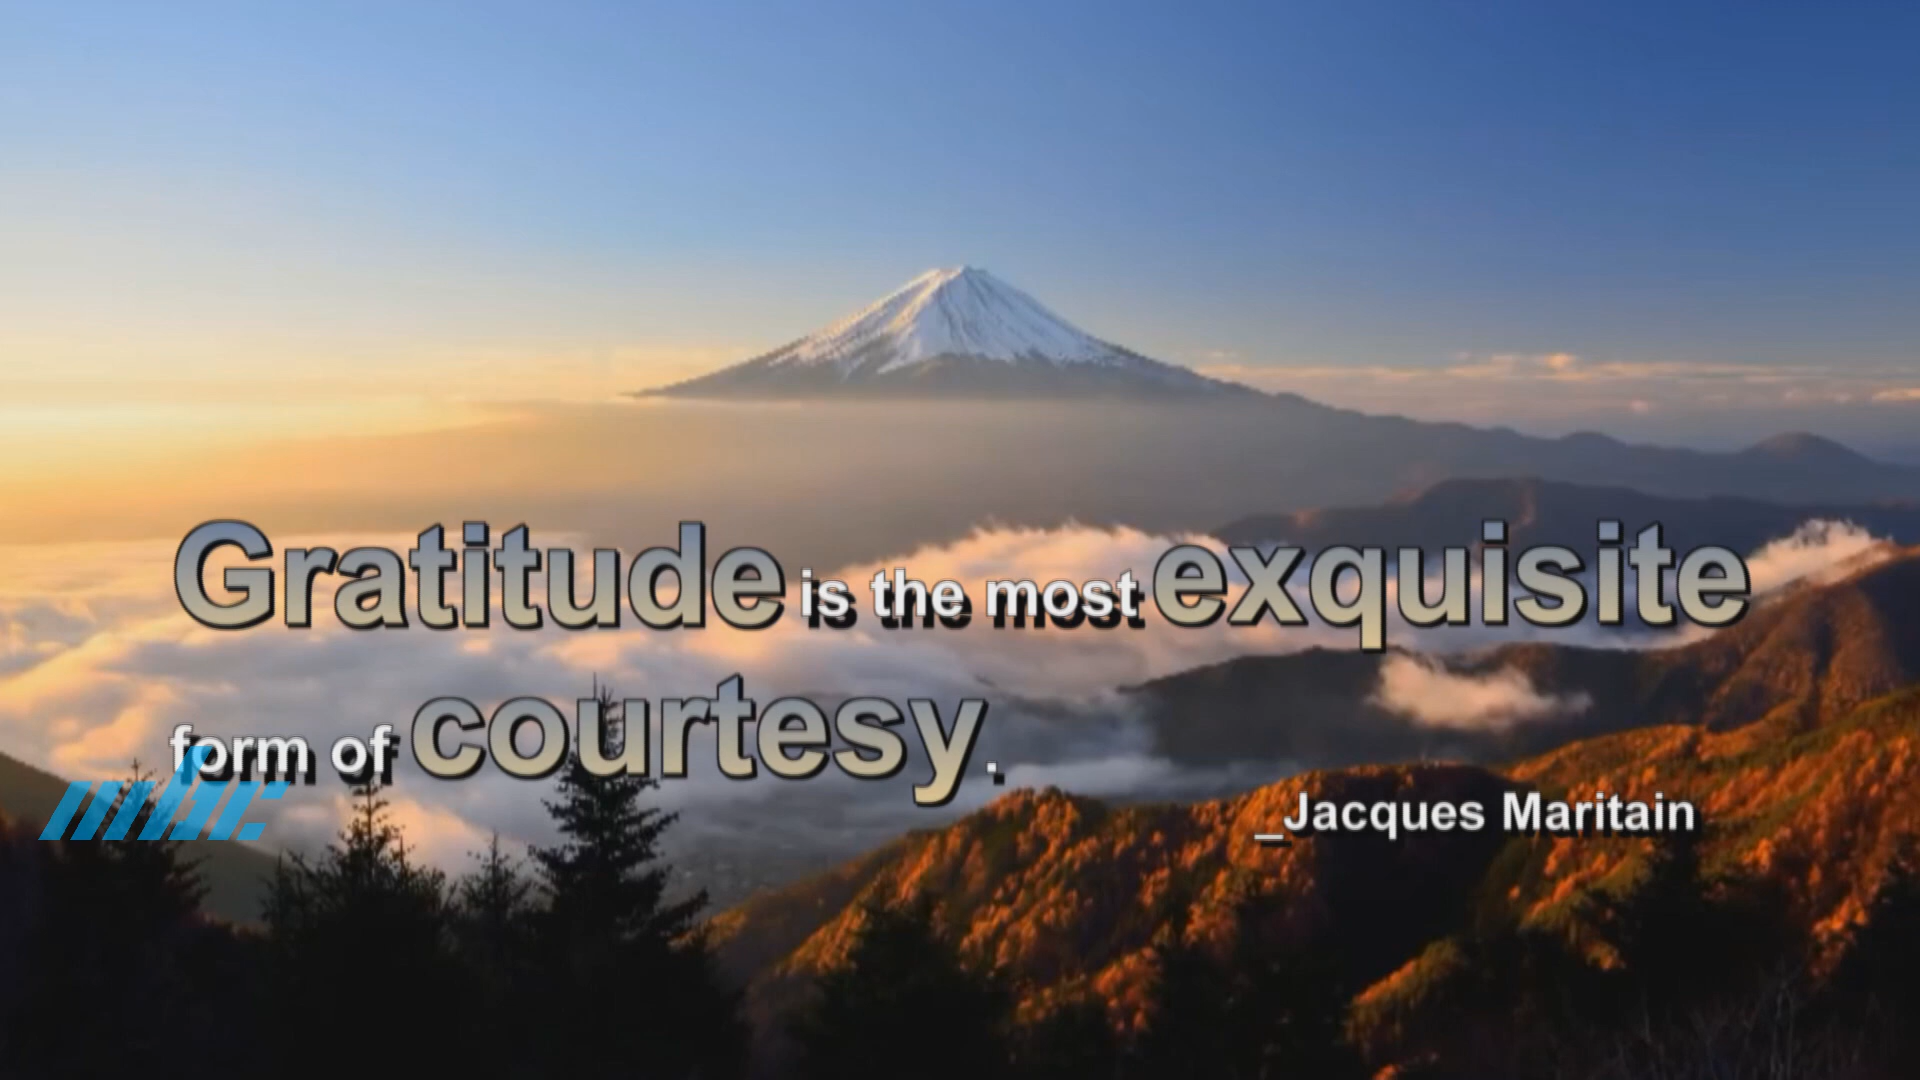 Gratitude is the most exquisite
form of courtesy.
_Jacques Maritain